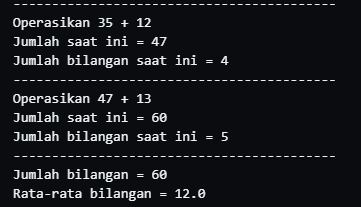 ------------------------------------------
Operasikan 35 + 12
Jumlah saat ini = 47
Jumlah bilangan saat ini = 4
------------------------------------------
Operasikan 47 + 13
Jumlah saat ini = 60
Jumlah bilangan saat ini = 5
------------------------------------------
Jumlah bilangan = 60
Rata-rata bilangan = 12.0